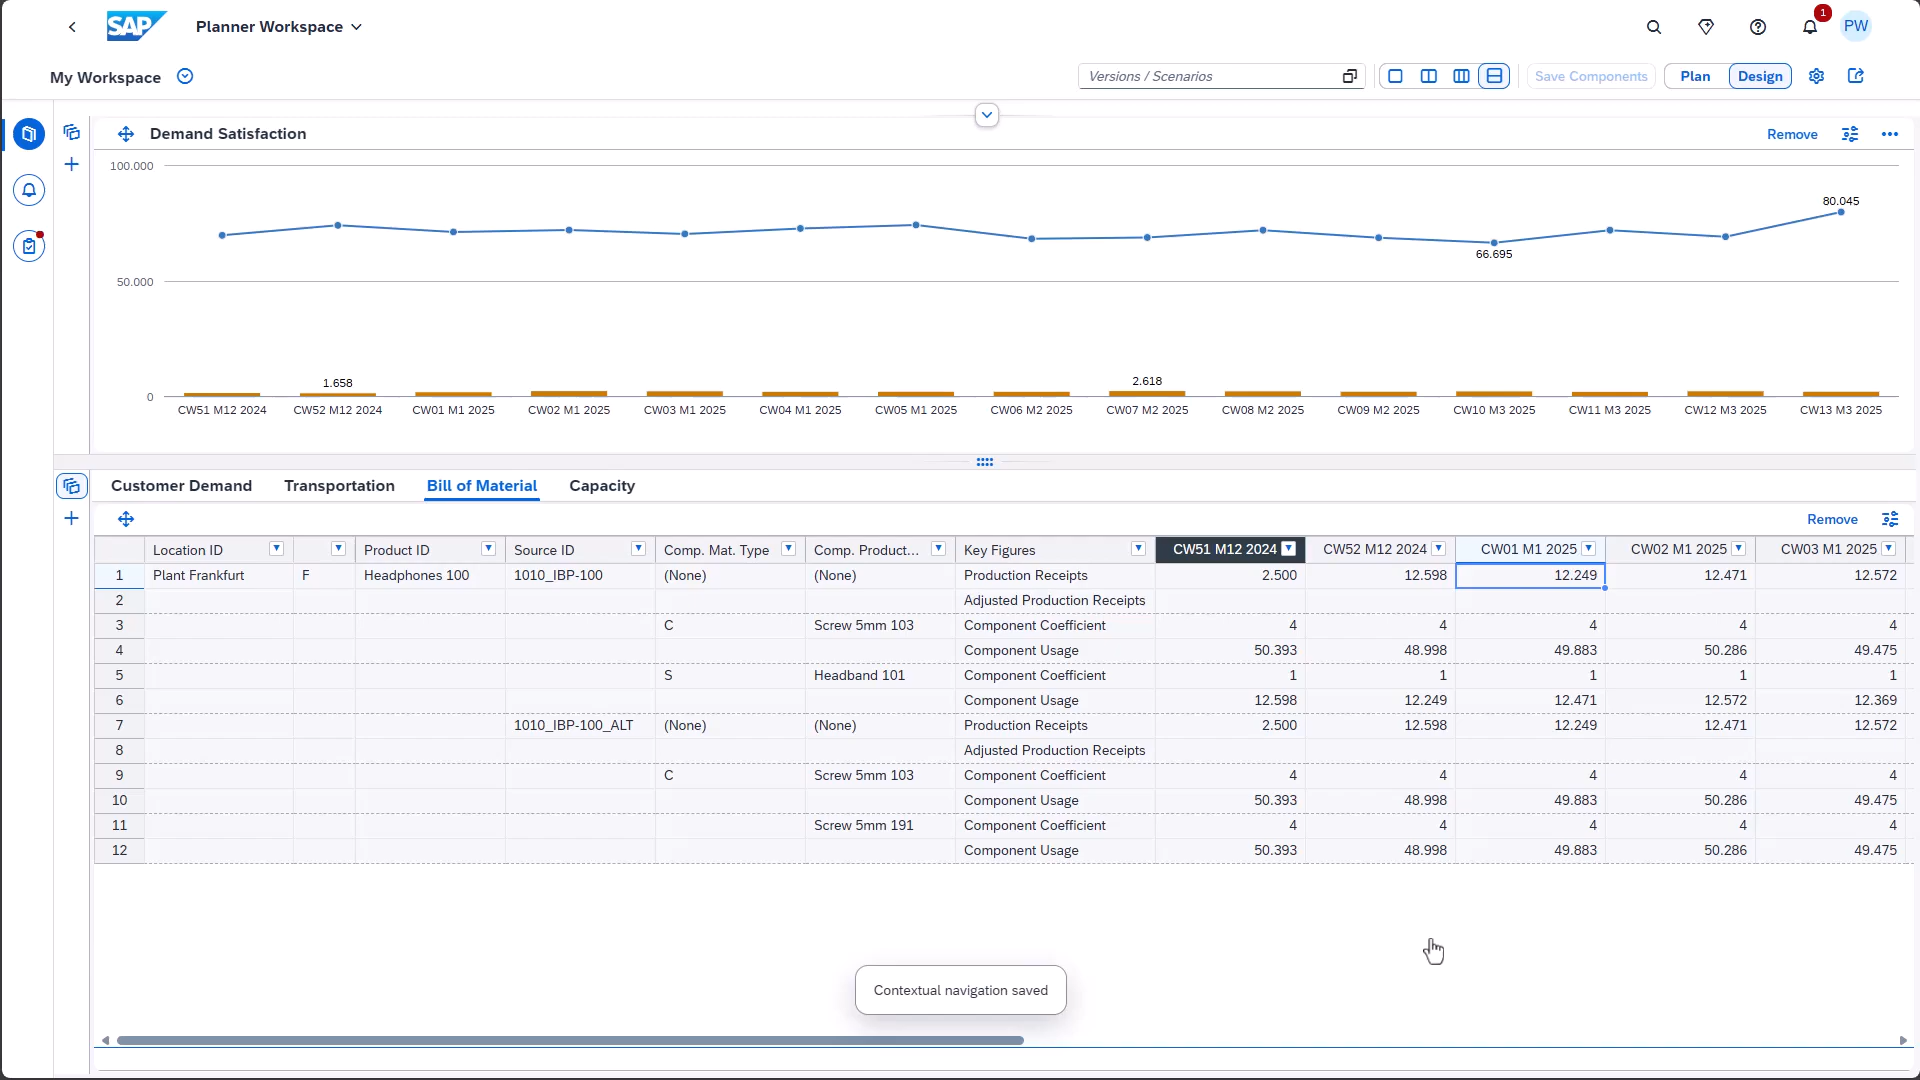 SAP Planner Workspace 1 PW
My Workspace Versions / Scenarios Save Components Plan Design
Demand Satisfaction Remove
100.000
80.045
66.695
50.000
1.658 2.618
0
CW51 M12 2024 CW52 M12 2024 CW01 M1 2025 CW02 M1 2025 CW03 M1 2025 CW04 M1 2025 CW05 M1 2025 CW06 M2 2025 CW07 M2 2025 CW08 M2 2025 CW09 M2 2025 CW10 M3 2025 CW11 M3 2025 CW12 M3 2025 CW13 M3 2025
Customer Demand Transportation Bill of Material Capacity
Remove
Location ID Product ID Source ID Comp. Mat. Type Comp. Product... Key Figures CW51 M12 2024 CW52 M12 2024 CW01 M1 2025 CW02 M1 2025 CW03 M1 2025
1 Plant Frankfurt F Headphones 100 1010_IBP-100 (None) (None) Production Receipts 2.500 12.598 12.249 12.471 12.572
2 Adjusted Production Receipts
3 C Screw 5mm 103 Component Coefficient 4 4 4 4 4
4 Component Usage 50.393 48.998 49.883 50.286 49.475
5 S Headband 101 Component Coefficient 1 1 1 1 1
6 Component Usage 12.598 12.249 12.471 12.572 12.369
7 1010_IBP-100_ALT (None) (None) Production Receipts 2.500 12.598 12.249 12.471 12.572
8 Adjusted Production Receipts
9 C Screw 5mm 103 Component Coefficient 4 4 4 4 4
10 Component Usage 50.393 48.998 49.883 50.286 49.475
11 Screw 5mm 191 Component Coefficient 4 4 4 4 4
12 Component Usage 50.393 48.998 49.883 50.286 49.475
Contextual navigation saved